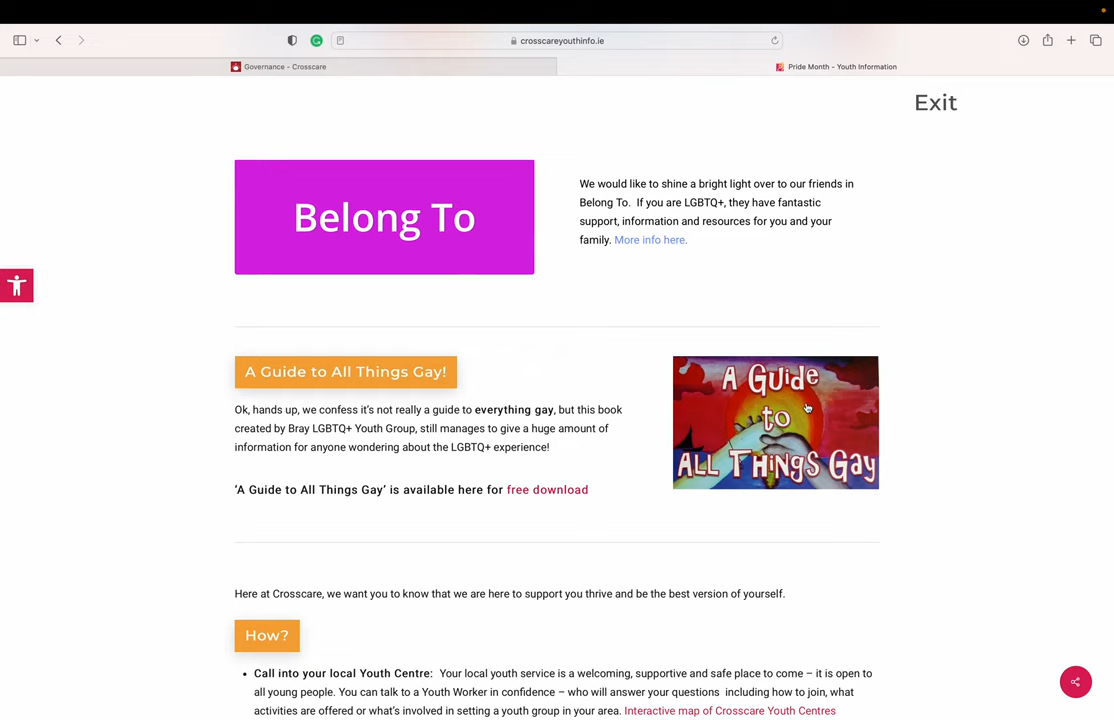 crosscareyouthinfo.ie
Governance - Crosscare
Pride Month - Youth Information
Exit
Belong To
We would like to shine a bright light over to our friends in
Belong To. If you are LGBTQ+, they have fantastic
support, information and resources for you and your
family. More info here.
A Guide to All Things Gay!
Ok, hands up, we confess it's not really a guide to everything gay, but this book
created by Bray LGBTQ+ Youth Group, still manages to give a huge amount of
information for anyone wondering about the LGBTQ+ experience!
'A Guide to All Things Gay' is available here for free download
A Guide
to
ALL THiNGS Gay
Here at Crosscare, we want you to know that we are here to support you thrive and be the best version of yourself.
How?
• Call into your local Youth Centre: Your local youth service is a welcoming, supportive and safe place to come – it is open to
all young people. You can talk to a Youth Worker in confidence – who will answer your questions including how to join, what
activities are offered or what's involved in setting a youth group in your area. Interactive map of Crosscare Youth Centres